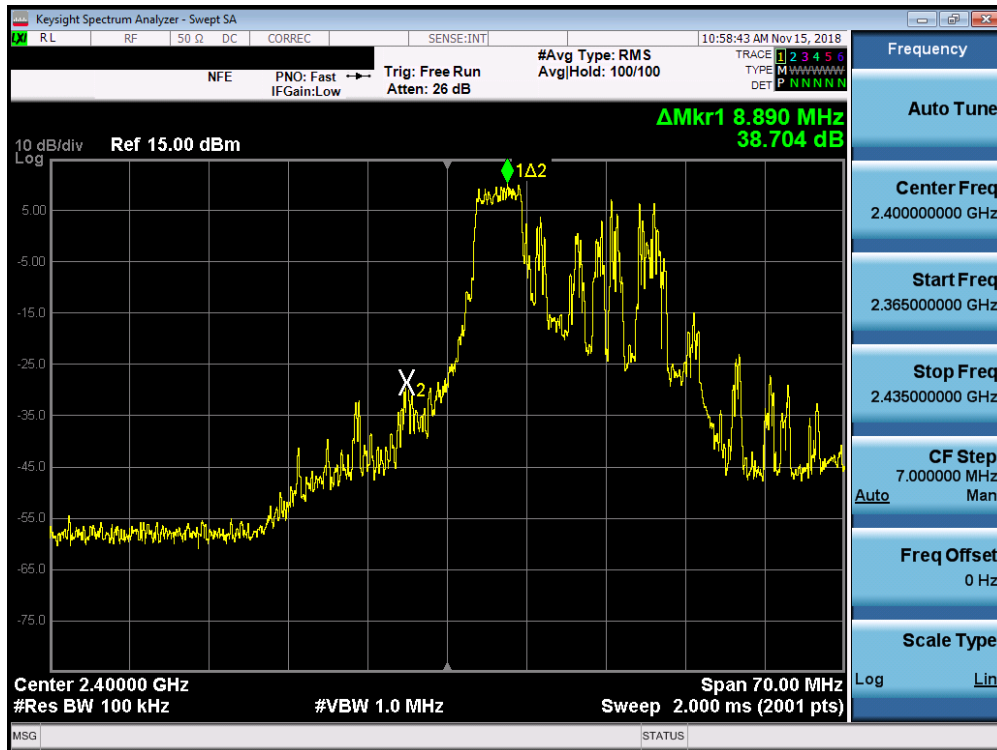 Keysight Spectrum Analyzer - Swept SA
LXI RL RF 50 Ω DC CORREC SENSE:INT 10:58:43 AM Nov 15, 2018
NFE PNO: Fast Trig: Free Run #Avg Type: RMS TRACE 1 2 3 4 5 6
IFGain:Low Atten: 26 dB Avg|Hold: 100/100 TYPE M WWWWW
DET P N N N N N
ΔMkr1 8.890 MHz
38.704 dB
10 dB/div Ref 15.00 dBm
Log
1Δ2
5.00
-5.00
-15.0
-25.0
X2
-35.0
-45.0
-55.0
-65.0
-75.0
Center 2.40000 GHz Span 70.00 MHz
#Res BW 100 kHz #VBW 1.0 MHz Sweep 2.000 ms (2001 pts)
MSG STATUS
Frequency
Auto Tune
Center Freq
2.400000000 GHz
Start Freq
2.365000000 GHz
Stop Freq
2.435000000 GHz
CF Step
7.000000 MHz
Auto Man
Freq Offset
0 Hz
Scale Type
Log Lin